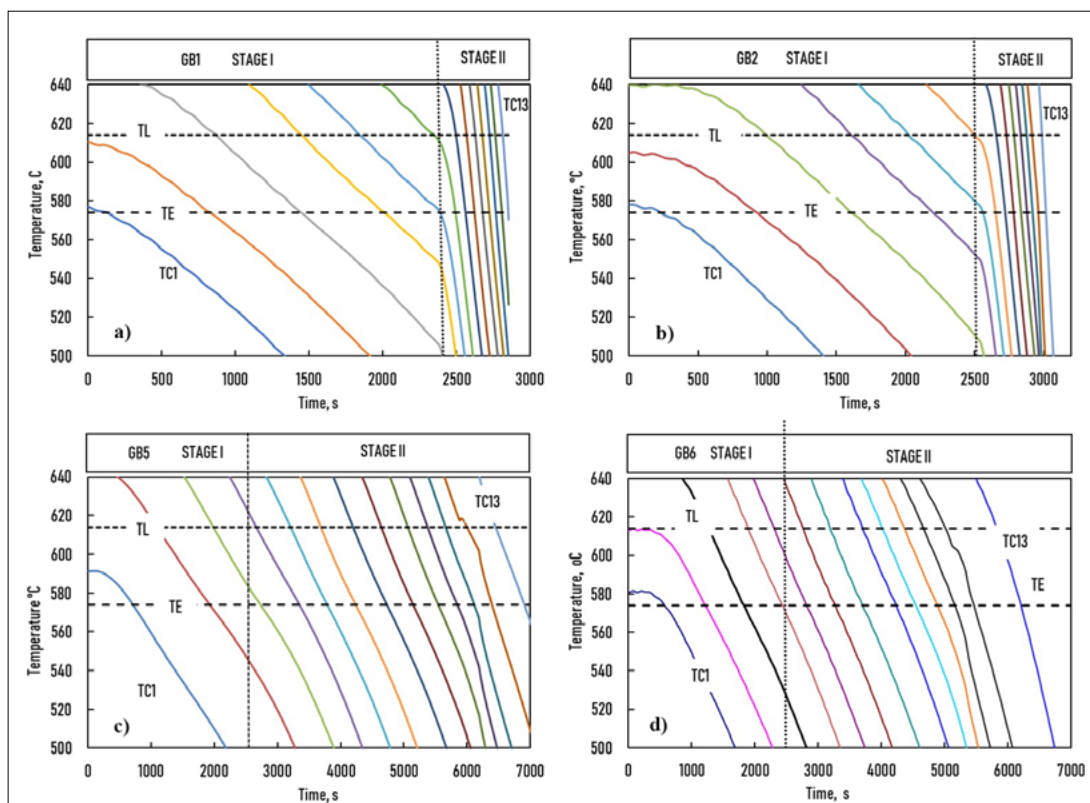 GB1 STAGE I STAGE II
640
620
600
580
560
540
520
500
Temperature, C
TL
TE
TC1
TC13
a)
0 500 1000 1500 2000 2500 3000
Time, s
GB2 STAGE I STAGE II
640
620
600
580
560
540
520
500
Temperature, °C
TL
TE
TC1
TC13
b)
0 500 1000 1500 2000 2500 3000
Time, s
GB5 STAGE I STAGE II
640
620
600
580
560
540
520
500
Temperature °C
TL
TE
TC1
TC13
c)
0 1000 2000 3000 4000 5000 6000 7000
Time, s
GB6 STAGE I STAGE II
640
620
600
580
560
540
520
500
Temperature, oC
TL
TE
TC1
TC13
d)
0 1000 2000 3000 4000 5000 6000 7000
Time, s